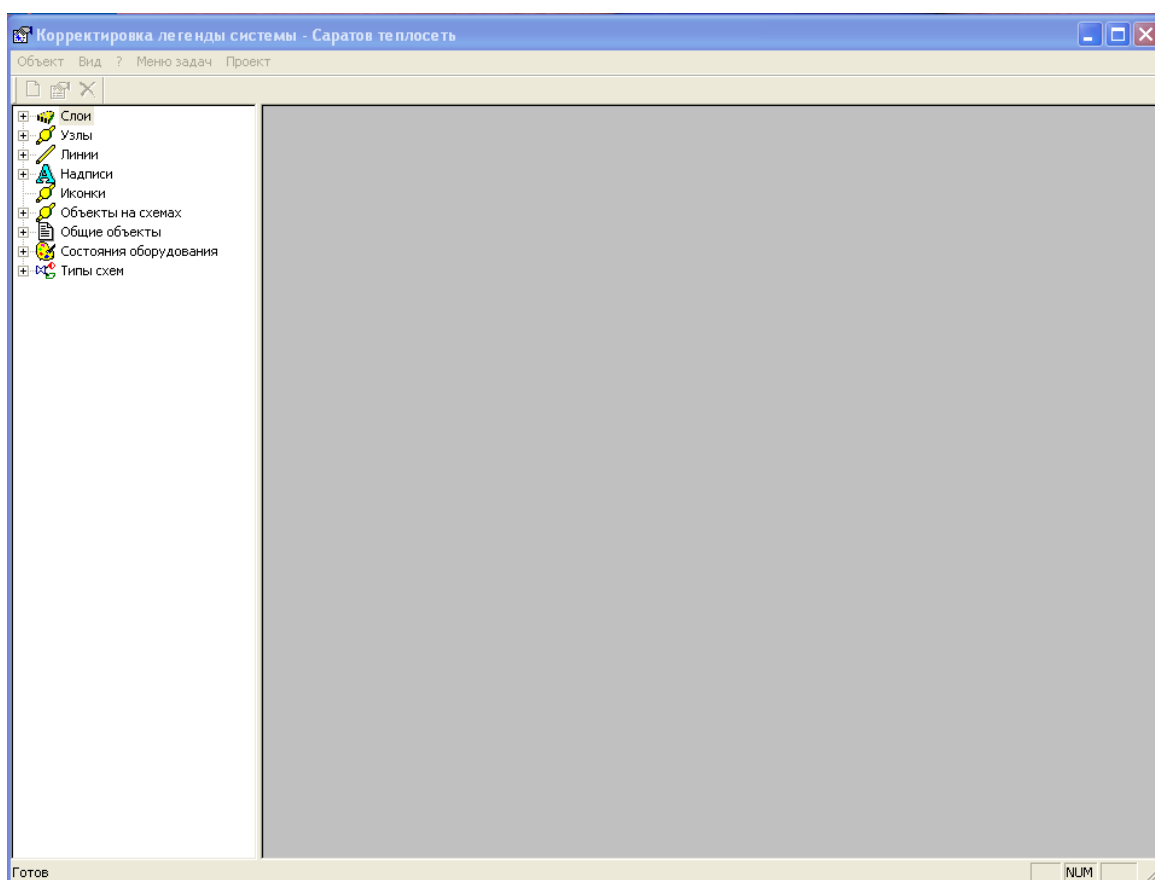 Корректировка легенды системы - Саратов теплосеть
Объект Вид ? Меню задач Проект
Слои
Узлы
Линии
Надписи
Иконки
Объекты на схемах
Общие объекты
Состояния оборудования
Типы схем
Готов NUM